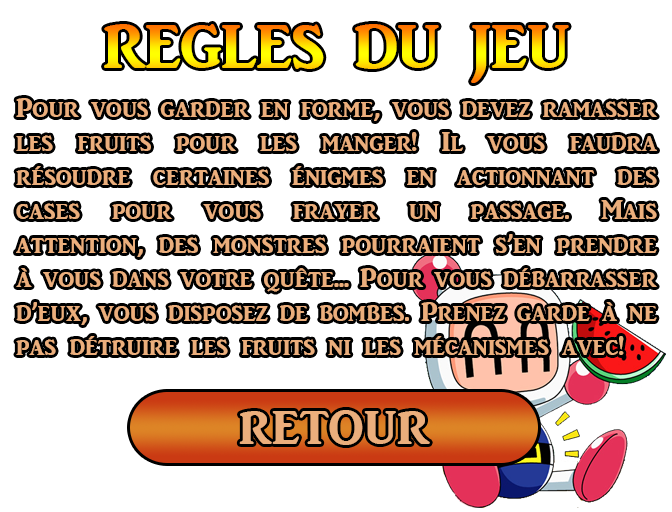 REGLES DU JEU
Pour vous garder en forme, vous devez ramasser
les fruits pour les manger! Il vous faudra
résoudre certaines énigmes en actionnant des
cases pour vous frayer un passage. Mais
attention, des monstres pourraient s'en prendre
à vous dans votre quête... Pour vous débarrasser
d'eux, vous disposez de bombes. Prenez garde à ne
pas détruire les fruits ni les mécanismes avec!
RETOUR